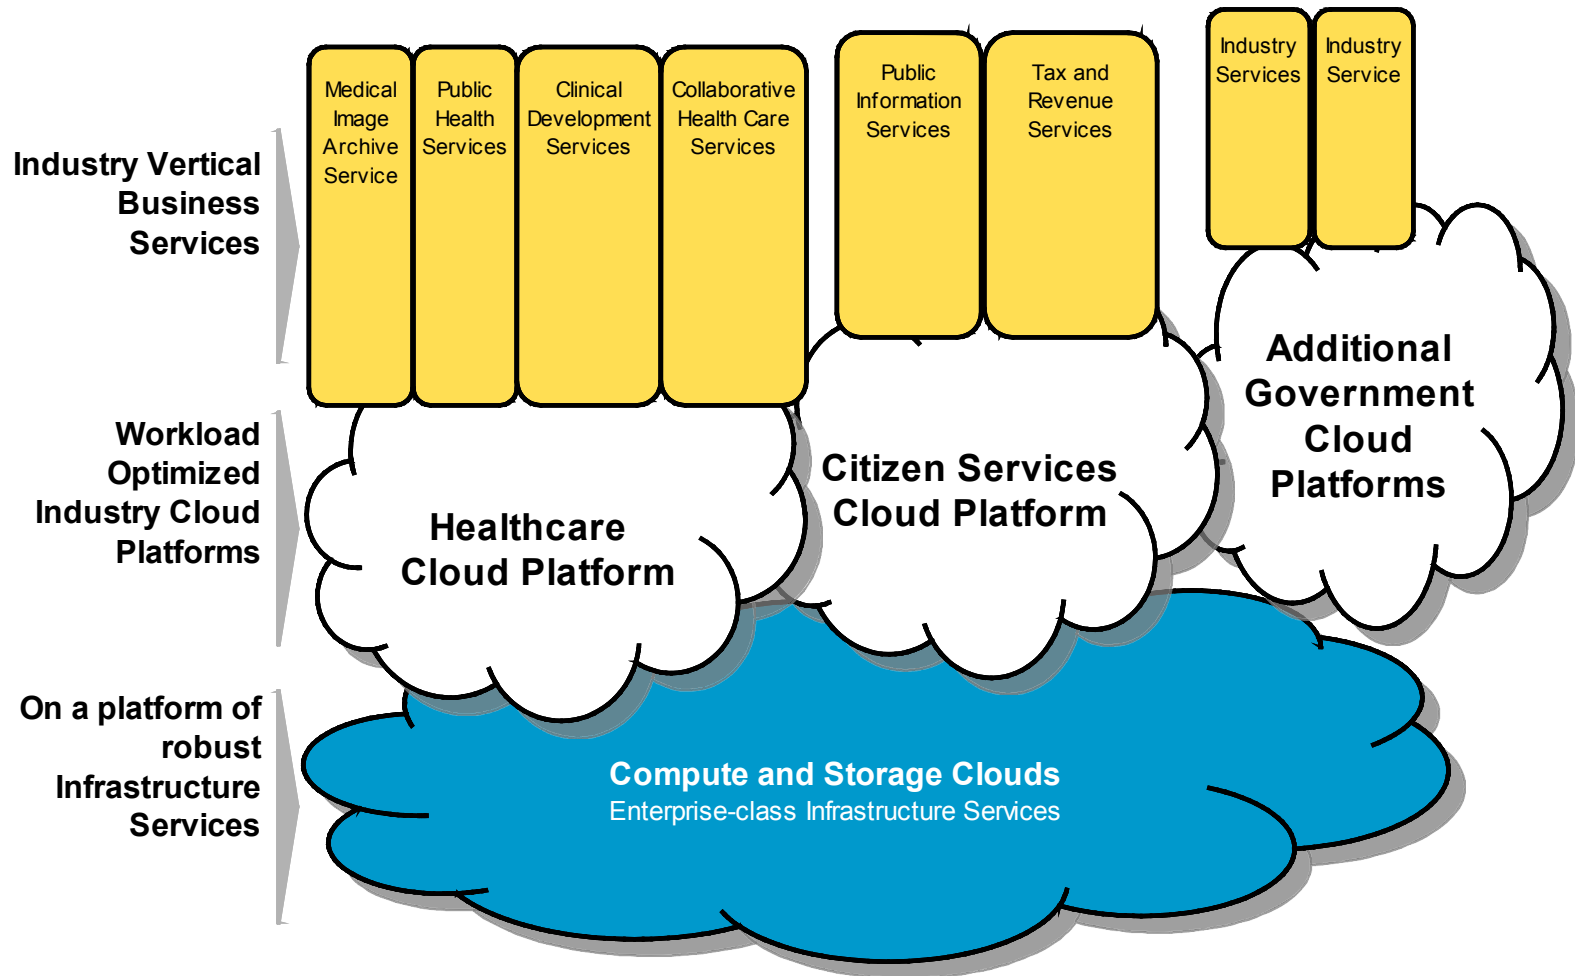 Industry Vertical
Business
Services
Medical
Image
Archive
Service
Public
Health
Services
Clinical
Development
Services
Collaborative
Health Care
Services
Public
Information
Services
Tax and
Revenue
Services
Industry
Services
Industry
Service
Workload
Optimized
Industry Cloud
Platforms
Healthcare
Cloud Platform
Citizen Services
Cloud Platform
Additional
Government
Cloud
Platforms
On a platform of
robust
Infrastructure
Services
Compute and Storage Clouds
Enterprise-class Infrastructure Services